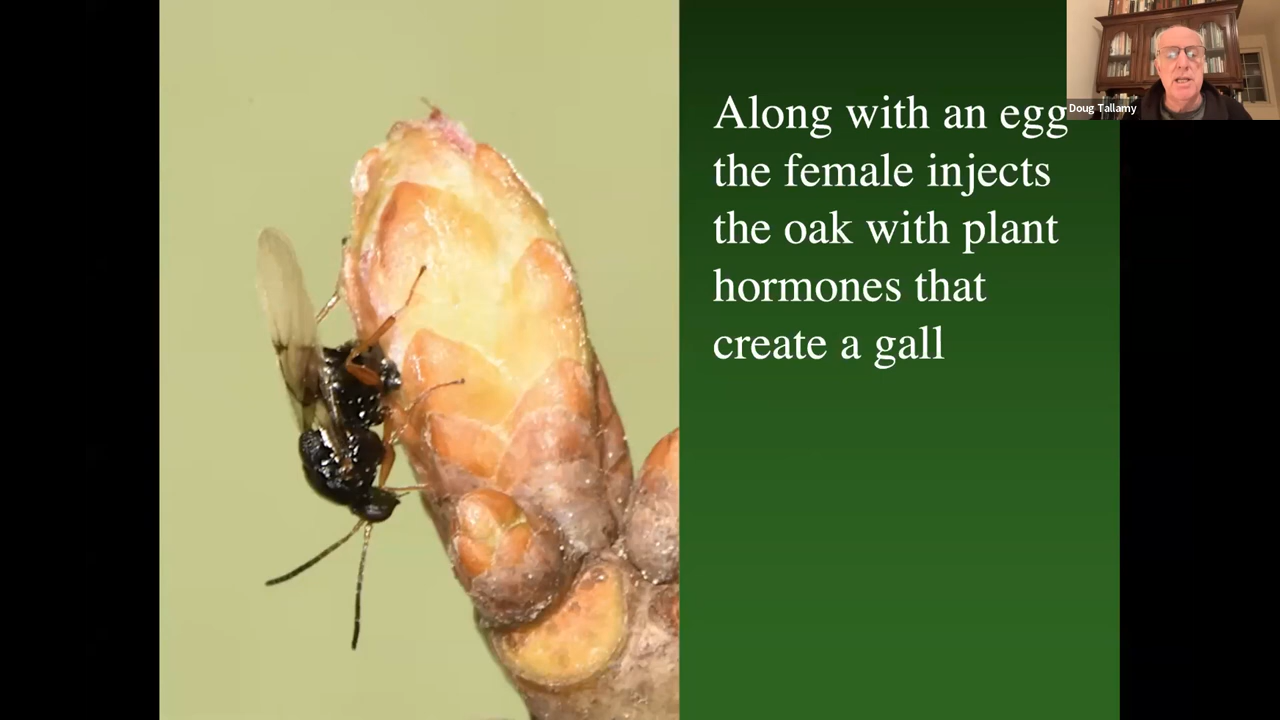 Along with an egg
the female injects
the oak with plant
hormones that
create a gall
Doug Tallamy